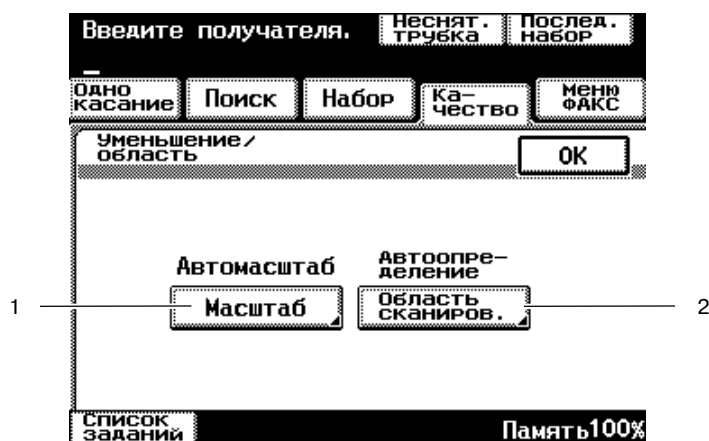 Введите получателя.
Неснят. трубка
Послед. набор
Одно касание
Поиск
Набор
Ка-
чество
Меню ФАКС
Уменьшение/
область
OK
Автомасштаб
Автоопре-
деление
1
Масштаб
Область
сканиров.
2
Список
заданий
Память100%